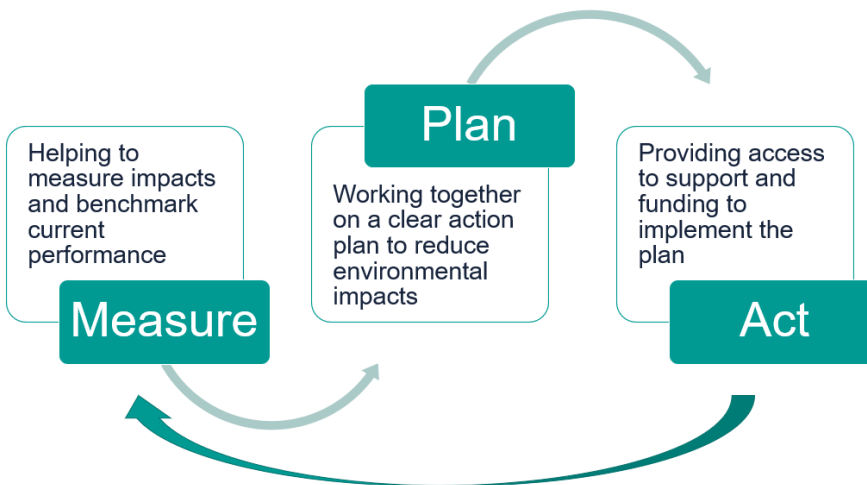 Helping to
measure impacts
and benchmark
current
performance
Measure
Plan
Working together
on a clear action
plan to reduce
environmental
impacts
Providing access
to support and
funding to
implement the
plan
Act